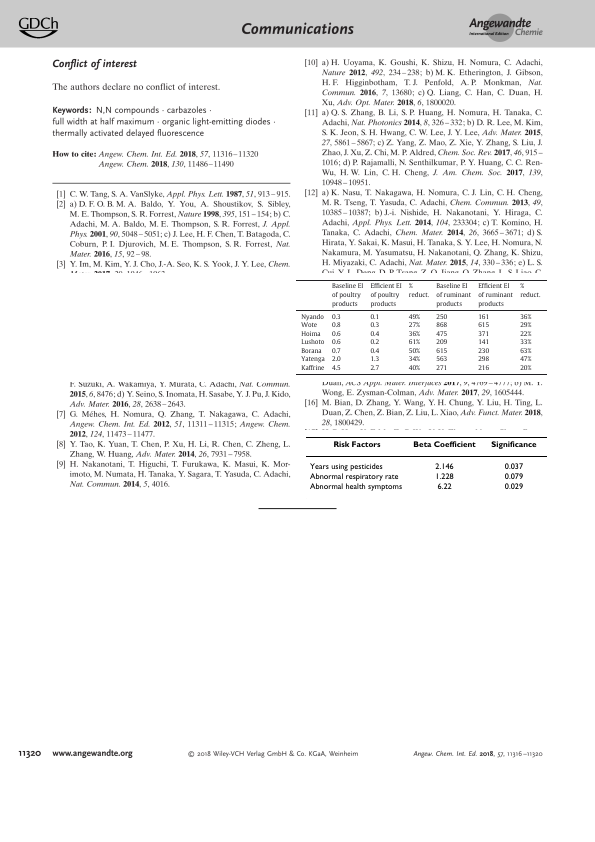 GDCh
Communications
Angewandte
International Edition Chemie
Conflict of interest
The authors declare no conflict of interest.
Keywords: N,N compounds · carbazoles ·
full width at half maximum · organic light-emitting diodes ·
thermally activated delayed fluorescence
How to cite: Angew. Chem. Int. Ed. 2018, 57, 11316–11320
Angew. Chem. 2018, 130, 11486–11490
[1] C. W. Tang, S. A. VanSlyke, Appl. Phys. Lett. 1987, 51, 913–915.
[2] a) D. F. O. B. M. A. Baldo, Y. You, A. Shoustikov, S. Sibley,
M. E. Thompson, S. R. Forrest, Nature 1998, 395, 151–154; b) C.
Adachi, M. A. Baldo, M. E. Thompson, S. R. Forrest, J. Appl.
Phys. 2001, 90, 5048–5051; c) J. Lee, H. F. Chen, T. Batagoda, C.
Coburn, P. I. Djurovich, M. E. Thompson, S. R. Forrest, Nat.
Mater. 2016, 15, 92–98.
[3] Y. Im, M. Kim, Y. J. Cho, J.-A. Seo, K. S. Yook, J. Y. Lee, Chem.
F. Suzuki, A. Wakamiya, Y. Murata, C. Adachi, Nat. Commun.
2015, 6, 8476; d) Y. Seino, S. Inomata, H. Sasabe, Y. J. Pu, J. Kido,
Adv. Mater. 2016, 28, 2638–2643.
[7] G. Méhes, H. Nomura, Q. Zhang, T. Nakagawa, C. Adachi,
Angew. Chem. Int. Ed. 2012, 51, 11311–11315; Angew. Chem.
2012, 124, 11473–11477.
[8] Y. Tao, K. Yuan, T. Chen, P. Xu, H. Li, R. Chen, C. Zheng, L.
Zhang, W. Huang, Adv. Mater. 2014, 26, 7931–7958.
[9] H. Nakanotani, T. Higuchi, T. Furukawa, K. Masui, K. Mor-
imoto, M. Numata, H. Tanaka, Y. Sagara, T. Yasuda, C. Adachi,
Nat. Commun. 2014, 5, 4016.
[10] a) H. Uoyama, K. Goushi, K. Shizu, H. Nomura, C. Adachi,
Nature 2012, 492, 234–238; b) M. K. Etherington, J. Gibson,
H. F. Higginbotham, T. J. Penfold, A. P. Monkman, Nat.
Commun. 2016, 7, 13680; c) Q. Liang, C. Han, C. Duan, H.
Xu, Adv. Opt. Mater. 2018, 6, 1800020.
[11] a) Q. S. Zhang, B. Li, S. P. Huang, H. Nomura, H. Tanaka, C.
Adachi, Nat. Photonics 2014, 8, 326–332; b) D. R. Lee, M. Kim,
S. K. Jeon, S. H. Hwang, C. W. Lee, J. Y. Lee, Adv. Mater. 2015,
27, 5861–5867; c) Z. Yang, Z. Mao, Z. Xie, Y. Zhang, S. Liu, J.
Zhao, J. Xu, Z. Chi, M. P. Aldred, Chem. Soc. Rev. 2017, 46, 915–
1016; d) P. Rajamalli, N. Senthilkumar, P. Y. Huang, C. C. Ren-
Wu, H. W. Lin, C. H. Cheng, J. Am. Soc. 2017, 139,
10948–10951.
[12] a) K. Nasu, T. Nakagawa, H. Nomura, C. J. Lin, C. H. Cheng,
M. R. Tseng, T. Yasuda, C. Adachi, Chem. Commun. 2013, 49,
10385–10387; b) J.-i. Nishide, H. Nakanotani, Y. Hiraga, C.
Adachi, Appl. Phys. Lett. 2014, 104, 233304; c) T. Komino, H.
Tanaka, C. Adachi, Chem. Mater. 2014, 26, 3665–3671; d) S.
Hirata, Y. Sakai, K. Masui, H. Tanaka, S. Y. Lee, H. Nomura, N.
Nakamura, M. Yasumatsu, H. Nakanotani, Q. Zhang, K. Shizu,
H. Miyazaki, C. Adachi, Nat. Mater. 2015, 14, 330–336; e) L. S.
Baseline EI of poultry products Efficient EI of poultry products % reduct. Baseline EI of ruminant products Efficient EI of ruminant products % reduct.
Nyando 0.3 0.1 49% 250 161 36%
Wote 0.8 0.3 27% 868 615 29%
Hoima 0.6 0.4 36% 475 371 22%
Lushoto 0.6 0.2 61% 209 141 33%
Borana 0.7 0.4 50% 615 230 63%
Yatenga 2.0 1.3 34% 563 298 47%
Kaffrine 4.5 2.7 40% 271 216 20%
Duan, ACS Appl. Mater. Interfaces 2017, 9, 4769–4777; b) M. Y.
Wong, E. Zysman-Colman, Adv. Mater. 2017, 29, 1605444.
[16] M. Bian, D. Zhang, Y. Wang, Y. H. Chung, Y. Liu, H. Ting, L.
Duan, Z. Chen, Z. Bian, Z. Liu, L. Xiao, Adv. Funct. Mater. 2018,
28, 1800429.
Risk Factors Beta Coefficient Significance
Years using pesticides 2.146 0.037
Abnormal respiratory rate 1.228 0.079
Abnormal health symptoms 6.22 0.029
11320 www.angewandte.org © 2018 Wiley-VCH Verlag GmbH & Co. KGaA, Weinheim Angew. Chem. Int. Ed. 2018, 57, 11316–11320